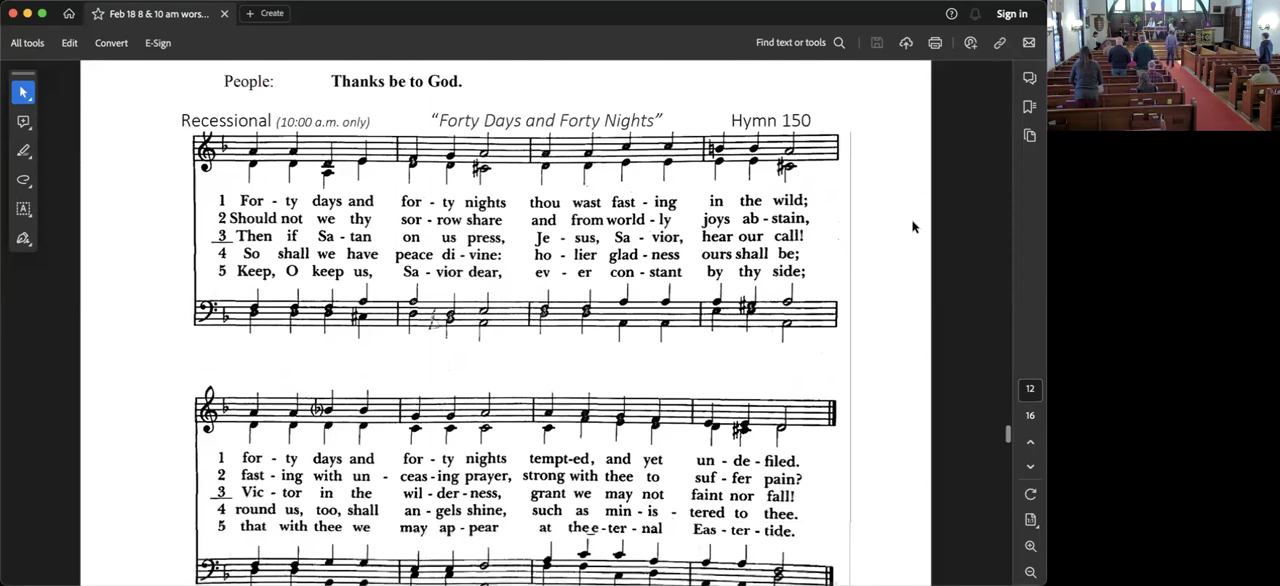 Feb 18 8 & 10 am wors...
Create
Sign in
All tools
Edit
Convert
E-Sign
Find text or tools
People: Thanks be to God.
Recessional (10:00 a.m. only) “Forty Days and Forty Nights” Hymn 150
1 For - ty days and for - ty nights thou wast fast - ing in the wild;
2 Should not we thy sor - row share and from world - ly joys ab - stain,
3 Then if Sa - tan on us press, Je - sus, Sa - vior, hear our call!
4 So shall we have peace di - vine: ho - lier glad - ness ours shall be;
5 Keep, O keep us, Sa - vior dear, ev - er con - stant by thy side;
1 for - ty days and for - ty nights tempt-ed, and yet un - de - filed.
2 fast - ing with un - ceas - ing prayer, strong with thee to suf - fer pain?
3 Vic - tor in the wil - der - ness, grant we may not faint nor fall!
4 round us, too, shall an - gels shine, such as min - is - tered to thee.
5 that with thee we may ap - pear at the e - ter - nal Eas - ter - tide.
12
16